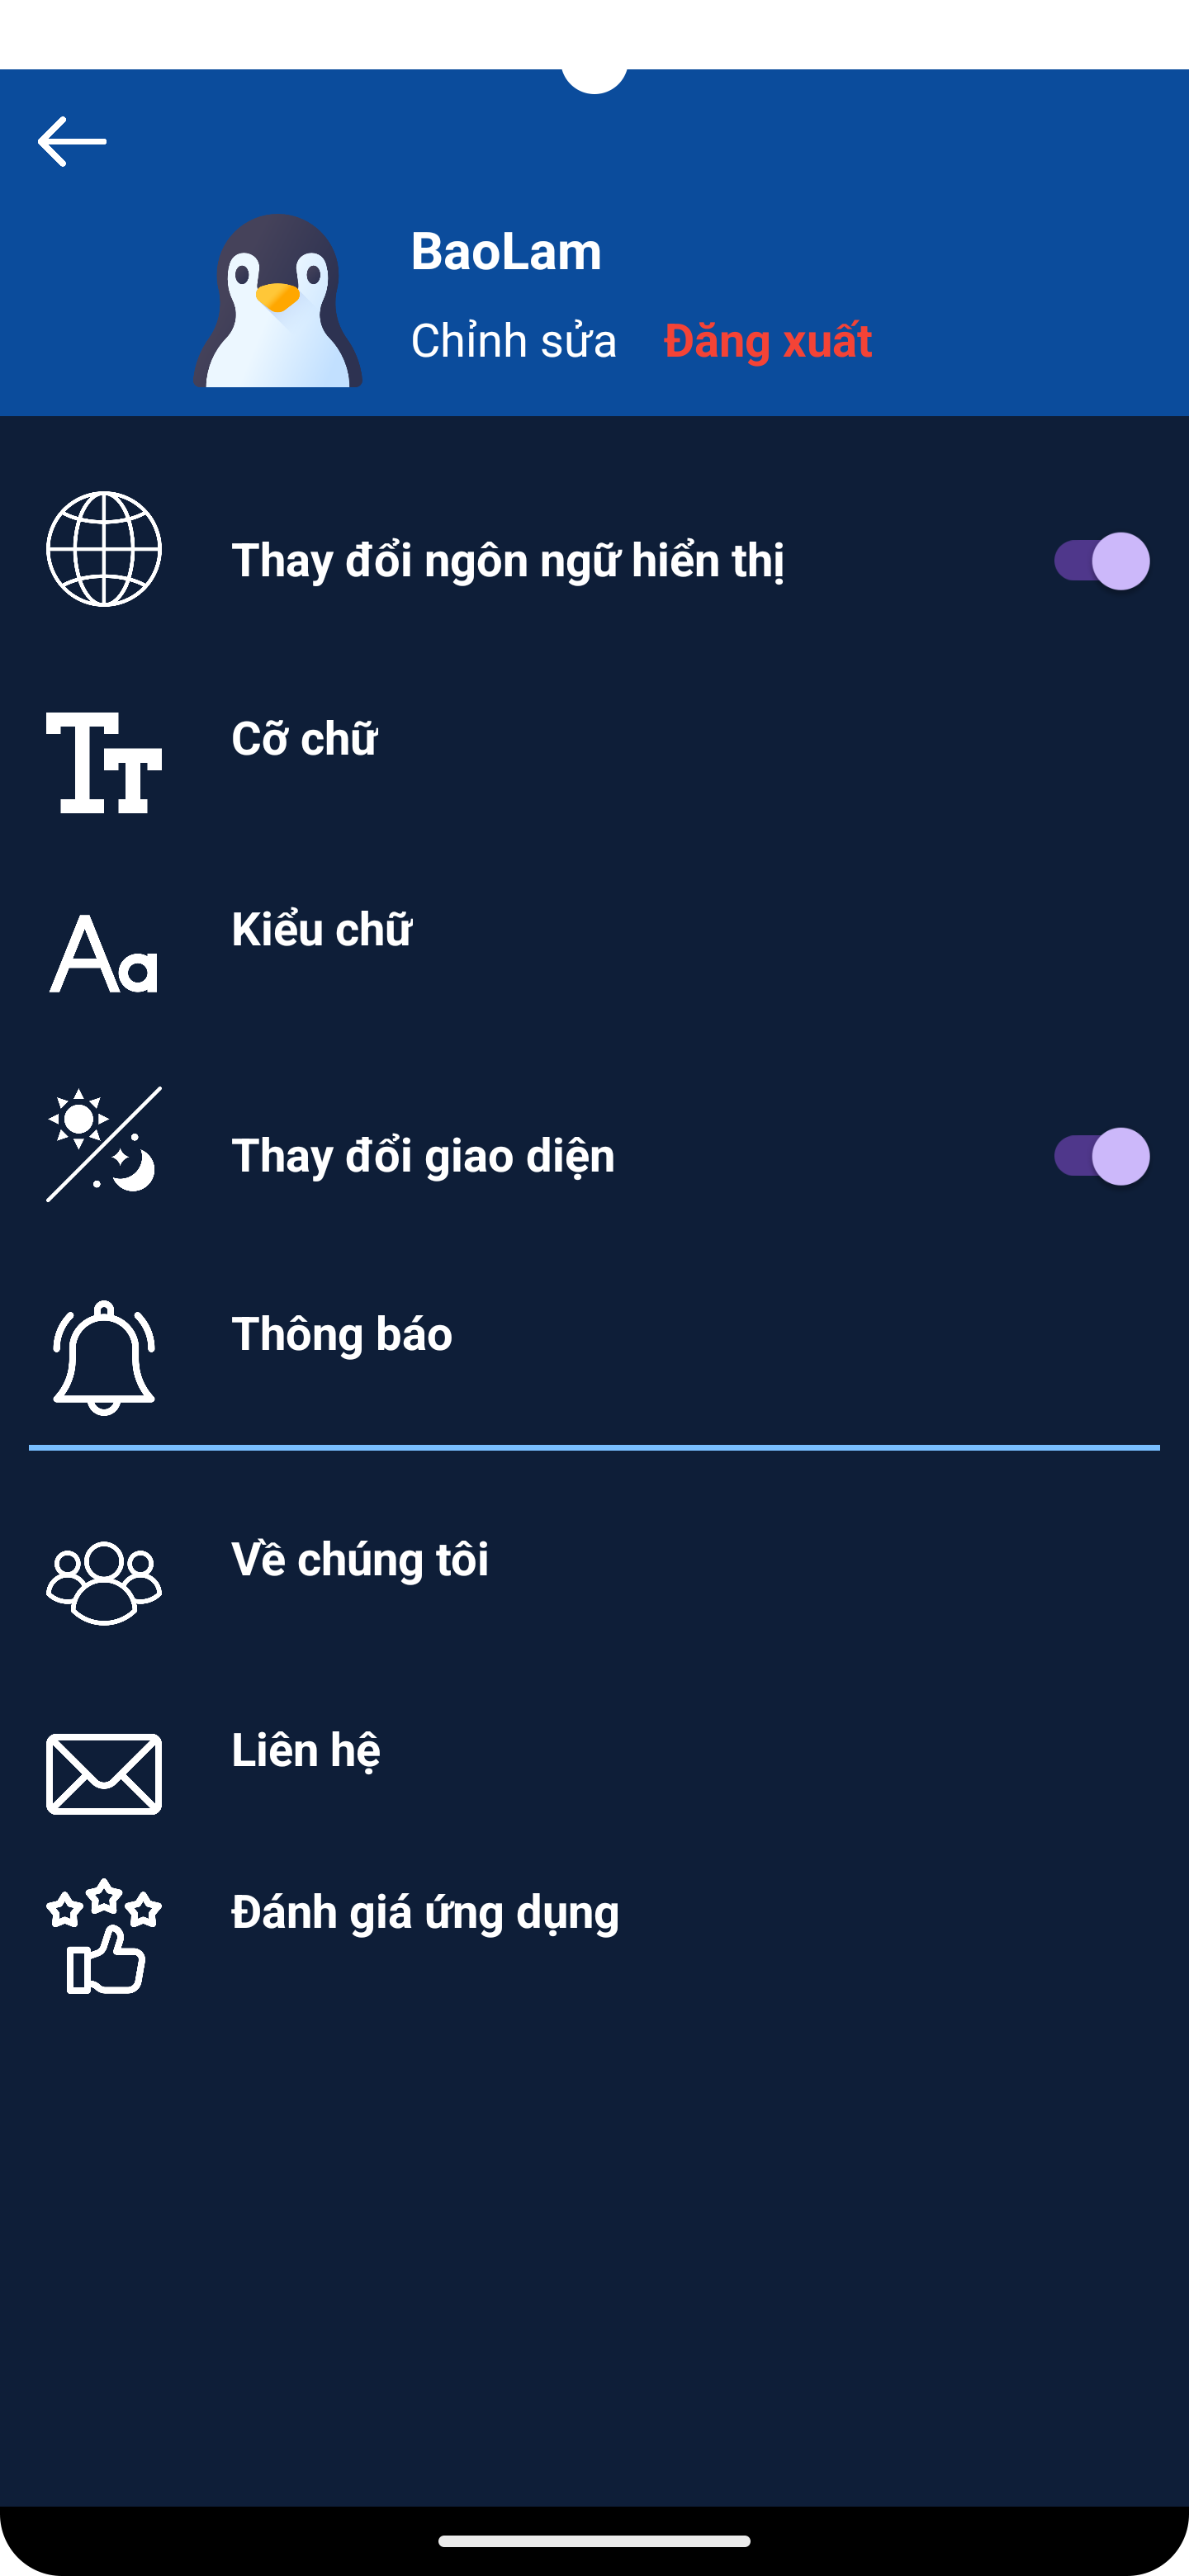 BaoLam
Chỉnh sửa Đăng xuất
Thay đổi ngôn ngữ hiển thị
Cỡ chữ
Kiểu chữ
Thay đổi giao diện
Thông báo
Về chúng tôi
Liên hệ
Đánh giá ứng dụng